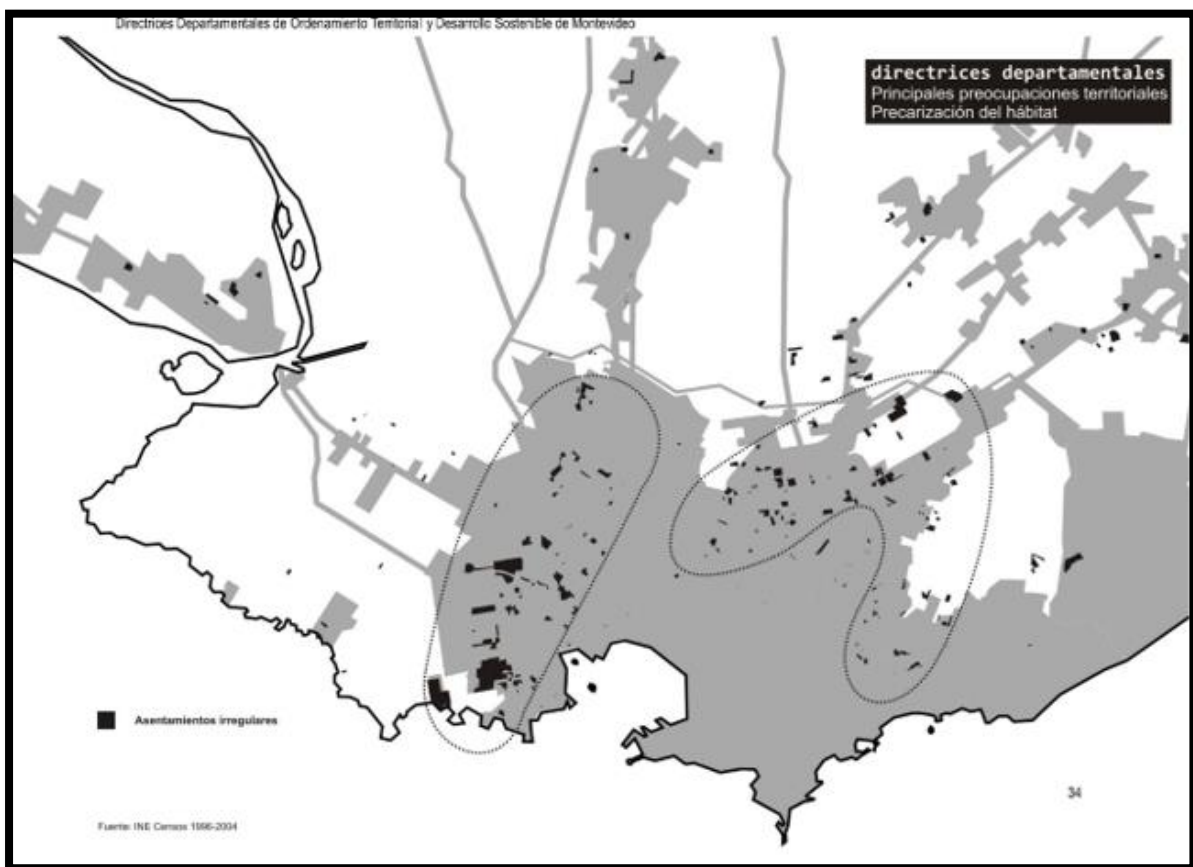 Directrices Departamentales de Ordenamiento Territorial y Desarrollo Sostenible de Montevideo
directrices departamentales
Principales preocupaciones territoriales
Precarización del hábitat
Asentamientos irregulares
34
Fuente: INE Censos 1996-2004